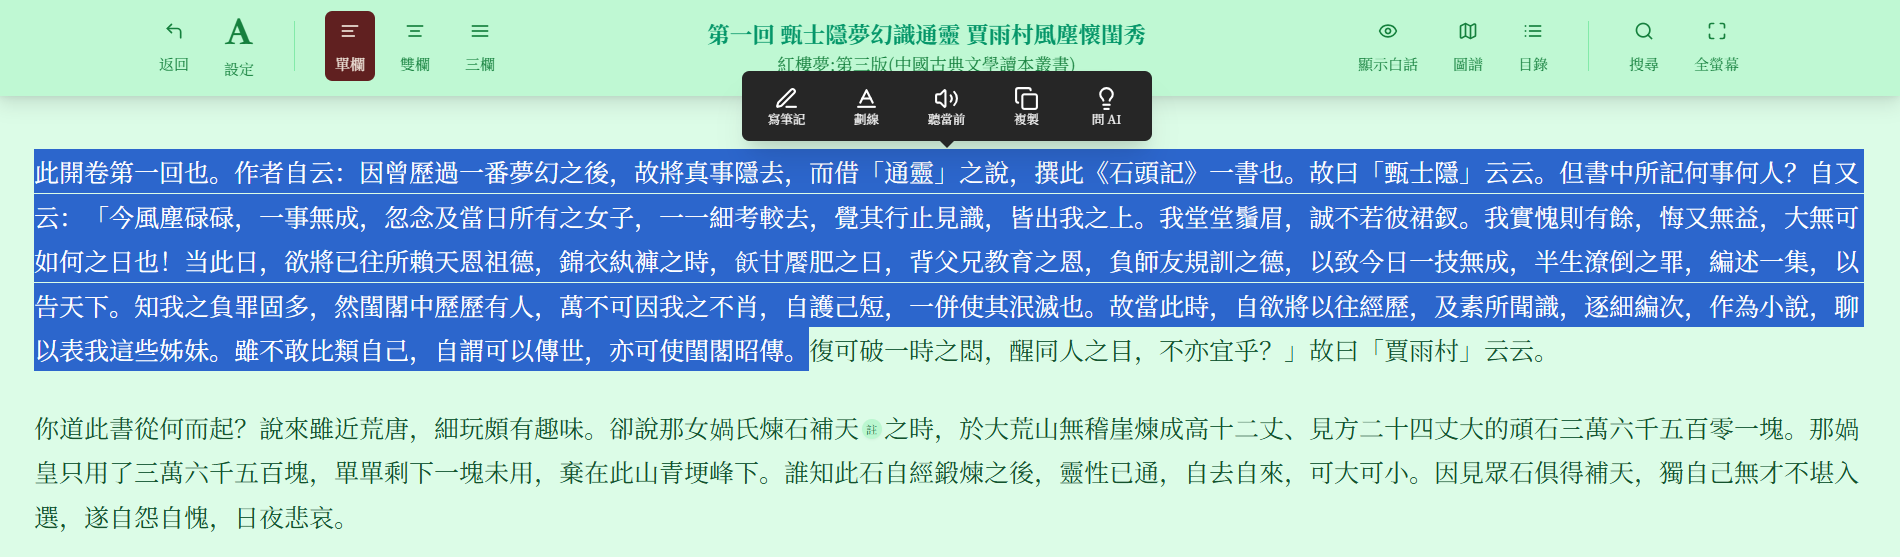 返回
A
設定
單欄
雙欄
三欄
第一回 甄士隱夢幻識通靈 賈雨村風塵懷閨秀
紅樓夢:第三版(中國古典文學讀本叢書)
顯示白話
圖譜
目錄
搜尋
全螢幕
寫筆記
劃線
聽當前
複製
問 AI
此開卷第一回也。作者自云：因曾歷過一番夢幻之後，故將真事隱去，而借「通靈」之說，撰此《石頭記》一書也。故曰「甄士隱」云云。但書中所記何事何人？自又
云：「今風塵碌碌，一事無成，忽念及當日所有之女子，一一細考較去，覺其行止見識，皆出我之上。我堂堂鬚眉，誠不若彼裙釵。我實愧則有餘，悔又無益，大無可
如何之日也！当此日，欲將已往所賴天恩祖德，錦衣紈褲之時，飫甘饜肥之日，背父兄教育之恩，負師友規訓之德，以致今日一技無成，半生潦倒之罪，編述一集，以
告天下。知我之負罪固多，然閨閣中歷歷有人，萬不可因我之不肖，自護己短，一併使其泯滅也。故當此時，自欲將以往經歷，及素所聞識，逐細編次，作為小說，聊
以表我這些姊妹。雖不敢比類自己，自謂可以傳世，亦可使閨閣昭傳。復可破一時之悶，醒同人之目，不亦宜乎？」故曰「賈雨村」云云。
你道此書從何而起？說來雖近荒唐，細玩頗有趣味。卻說那女媧氏煉石補天註之時，於大荒山無稽崖煉成高十二丈、見方二十四丈大的頑石三萬六千五百零一塊。那媧
皇只用了三萬六千五百塊，單單剩下一塊未用，棄在此山青埂峰下。誰知此石自經鍛煉之後，靈性已通，自去自來，可大可小。因見眾石俱得補天，獨自己無才不堪入
選，遂自怨自愧，日夜悲哀。